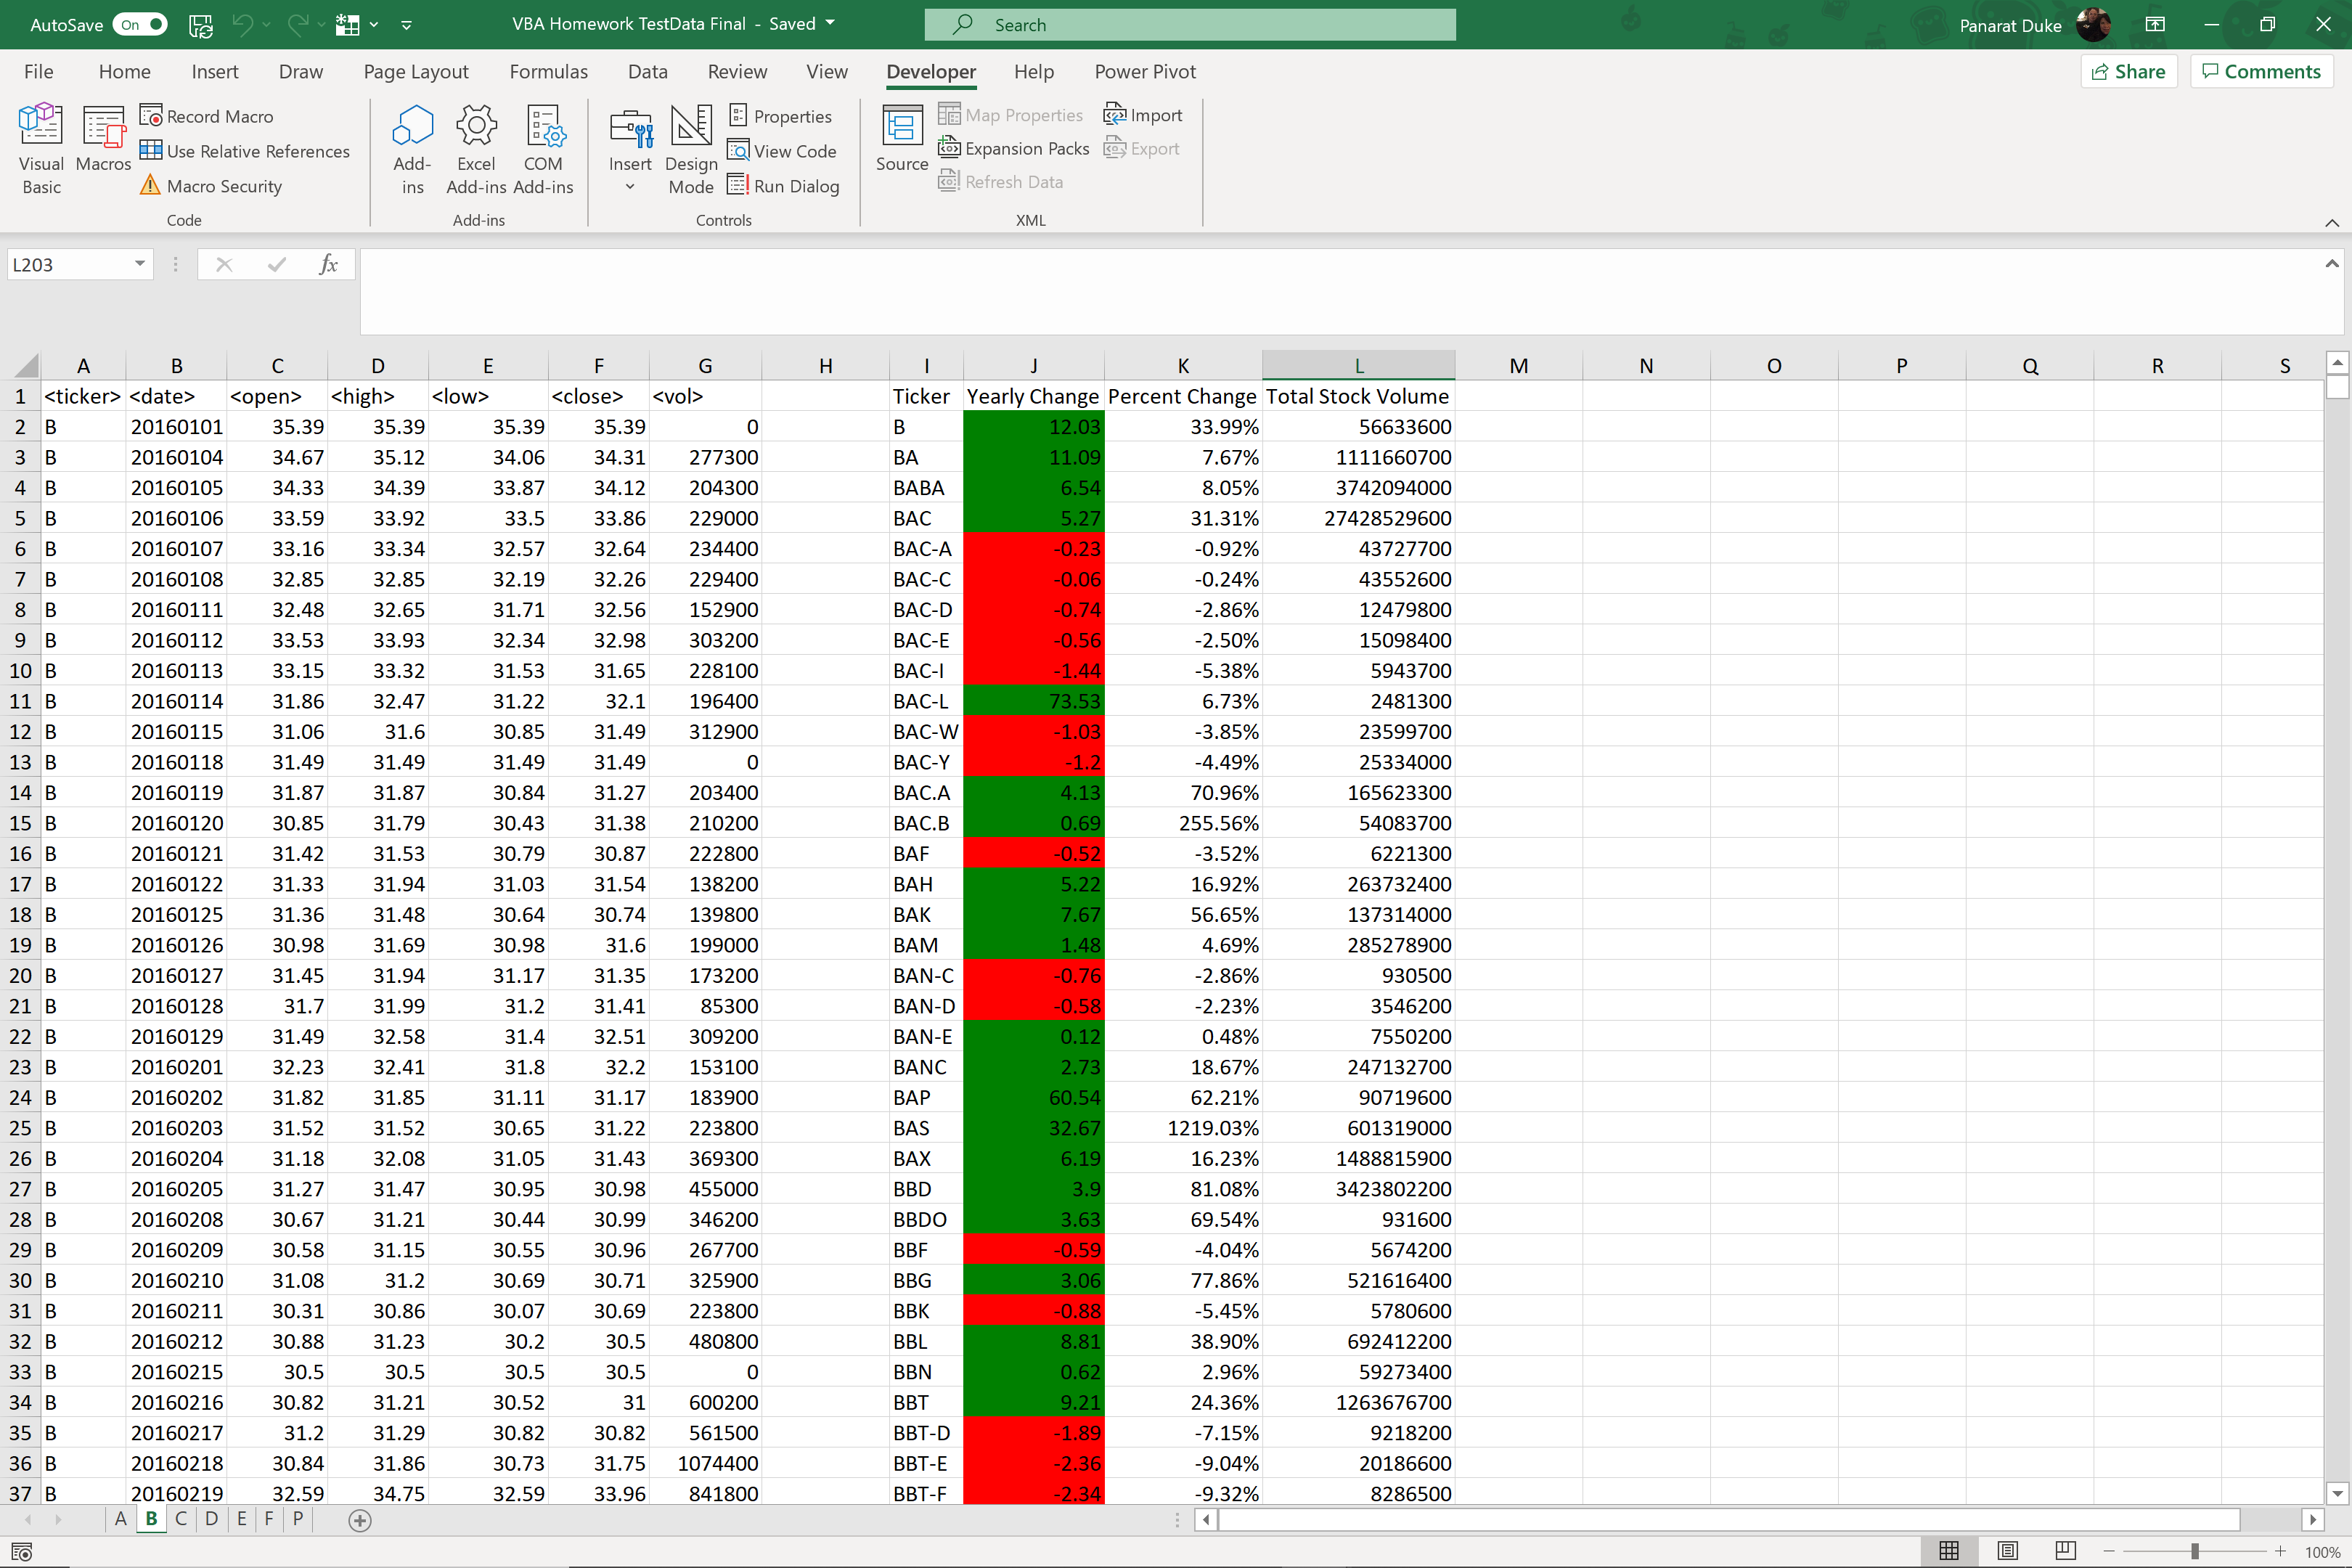 AutoSave On VBA Homework TestData Final - Saved Search Panarat Duke
File Home Insert Draw Page Layout Formulas Data Review View Developer Help Power Pivot Share Comments
Visual Basic
Macros
Record Macro
Use Relative References
Macro Security
Code
Add-ins
Excel Add-ins
COM Add-ins
Add-ins
Insert
Design Mode
Properties
View Code
Run Dialog
Controls
Source
Map Properties
Expansion Packs
Refresh Data
Import
Export
XML
L203 fx
A B C D E F G H I J K L M N O P Q R S
1 <ticker> <date> <open> <high> <low> <close> <vol> Ticker Yearly Change Percent Change Total Stock Volume
2 B 20160101 35.39 35.39 35.39 35.39 0 B 12.03 33.99% 56633600
3 B 20160104 34.67 35.12 34.06 34.31 277300 BA 11.09 7.67% 1111660700
4 B 20160105 34.33 34.39 33.87 34.12 204300 BABA 6.54 8.05% 3742094000
5 B 20160106 33.59 33.92 33.5 33.86 229000 BAC 5.27 31.31% 27428529600
6 B 20160107 33.16 33.34 32.57 32.64 234400 BAC-A -0.23 -0.92% 43727700
7 B 20160108 32.85 32.85 32.19 32.26 229400 BAC-C -0.06 -0.24% 43552600
8 B 20160111 32.48 32.65 31.71 32.56 152900 BAC-D -0.74 -2.86% 12479800
9 B 20160112 33.53 33.93 32.34 32.98 303200 BAC-E -0.56 -2.50% 15098400
10 B 20160113 33.15 33.32 31.53 31.65 228100 BAC-I -1.44 -5.38% 5943700
11 B 20160114 31.86 32.47 31.22 32.1 196400 BAC-L 73.53 6.73% 2481300
12 B 20160115 31.06 31.6 30.85 31.49 312900 BAC-W -1.03 -3.85% 23599700
13 B 20160118 31.49 31.49 31.49 31.49 0 BAC-Y -1.2 -4.49% 25334000
14 B 20160119 31.87 31.87 30.84 31.27 203400 BAC.A 4.13 70.96% 165623300
15 B 20160120 30.85 31.79 30.43 31.38 210200 BAC.B 0.69 255.56% 54083700
16 B 20160121 31.42 31.53 30.79 30.87 222800 BAF -0.52 -3.52% 6221300
17 B 20160122 31.33 31.94 31.03 31.54 138200 BAH 5.22 16.92% 263732400
18 B 20160125 31.36 31.48 30.64 30.74 139800 BAK 7.67 56.65% 137314000
19 B 20160126 30.98 31.69 30.98 31.6 199000 BAM 1.48 4.69% 285278900
20 B 20160127 31.45 31.94 31.17 31.35 173200 BAN-C -0.76 -2.86% 930500
21 B 20160128 31.7 31.99 31.2 31.41 85300 BAN-D -0.58 -2.23% 3546200
22 B 20160129 31.49 32.58 31.4 32.51 309200 BAN-E 0.12 0.48% 7550200
23 B 20160201 32.23 32.41 31.8 32.2 153100 BANC 2.73 18.67% 247132700
24 B 20160202 31.82 31.85 31.11 31.17 183900 BAP 60.54 62.21% 90719600
25 B 20160203 31.52 31.52 30.65 31.22 223800 BAS 32.67 1219.03% 601319000
26 B 20160204 31.18 32.08 31.05 31.43 369300 BAX 6.19 16.23% 1488815900
27 B 20160205 31.27 31.47 30.95 30.98 455000 BBD 3.9 81.08% 3423802200
28 B 20160208 30.67 31.21 30.44 30.99 346200 BBDO 3.63 69.54% 931600
29 B 20160209 30.58 31.15 30.55 30.96 267700 BBF -0.59 -4.04% 5674200
30 B 20160210 31.08 31.2 30.69 30.71 325900 BBG 3.06 77.86% 521616400
31 B 20160211 30.31 30.86 30.07 30.69 223800 BBK -0.88 -5.45% 5780600
32 B 20160212 30.88 31.23 30.2 30.5 480800 BBL 8.81 38.90% 692412200
33 B 20160215 30.5 30.5 30.5 30.5 0 BBN 0.62 2.96% 59273400
34 B 20160216 30.82 31.21 30.52 31 600200 BBT 9.21 24.36% 1263676700
35 B 20160217 31.2 31.29 30.82 30.82 561500 BBT-D -1.89 -7.15% 9218200
36 B 20160218 30.84 31.86 30.73 31.75 1074400 BBT-E -2.36 -9.04% 20186600
37 B 20160219 32.59 34.75 32.59 33.96 841800 BBT-F -2.34 -9.32% 8286500
A B C D E F P
100%